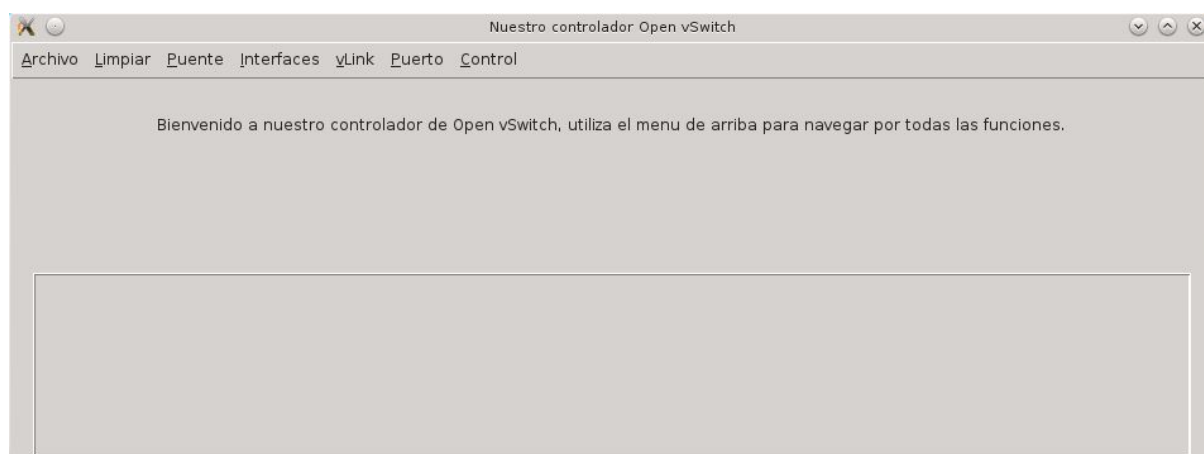 Nuestro controlador Open vSwitch
Archivo Limpiar Puente Interfaces vLink Puerto Control
Bienvenido a nuestro controlador de Open vSwitch, utiliza el menu de arriba para navegar por todas las funciones.